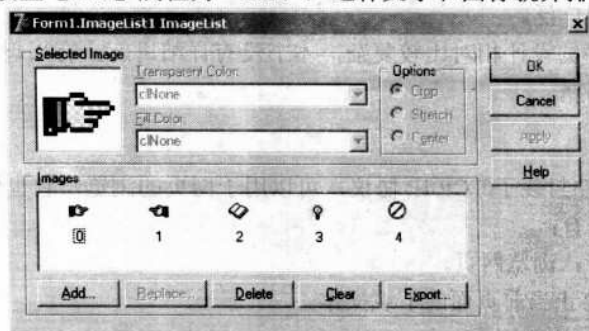 Form1.ImageList1 ImageList
Selected Image
Transparent Color:
clNone
Fill Color:
clNone
Options
Crop
Stretch
Center
OK
Cancel
Apply
Help
Images
0 1 2 3 4
Add... Replace... Delete Clear Export...